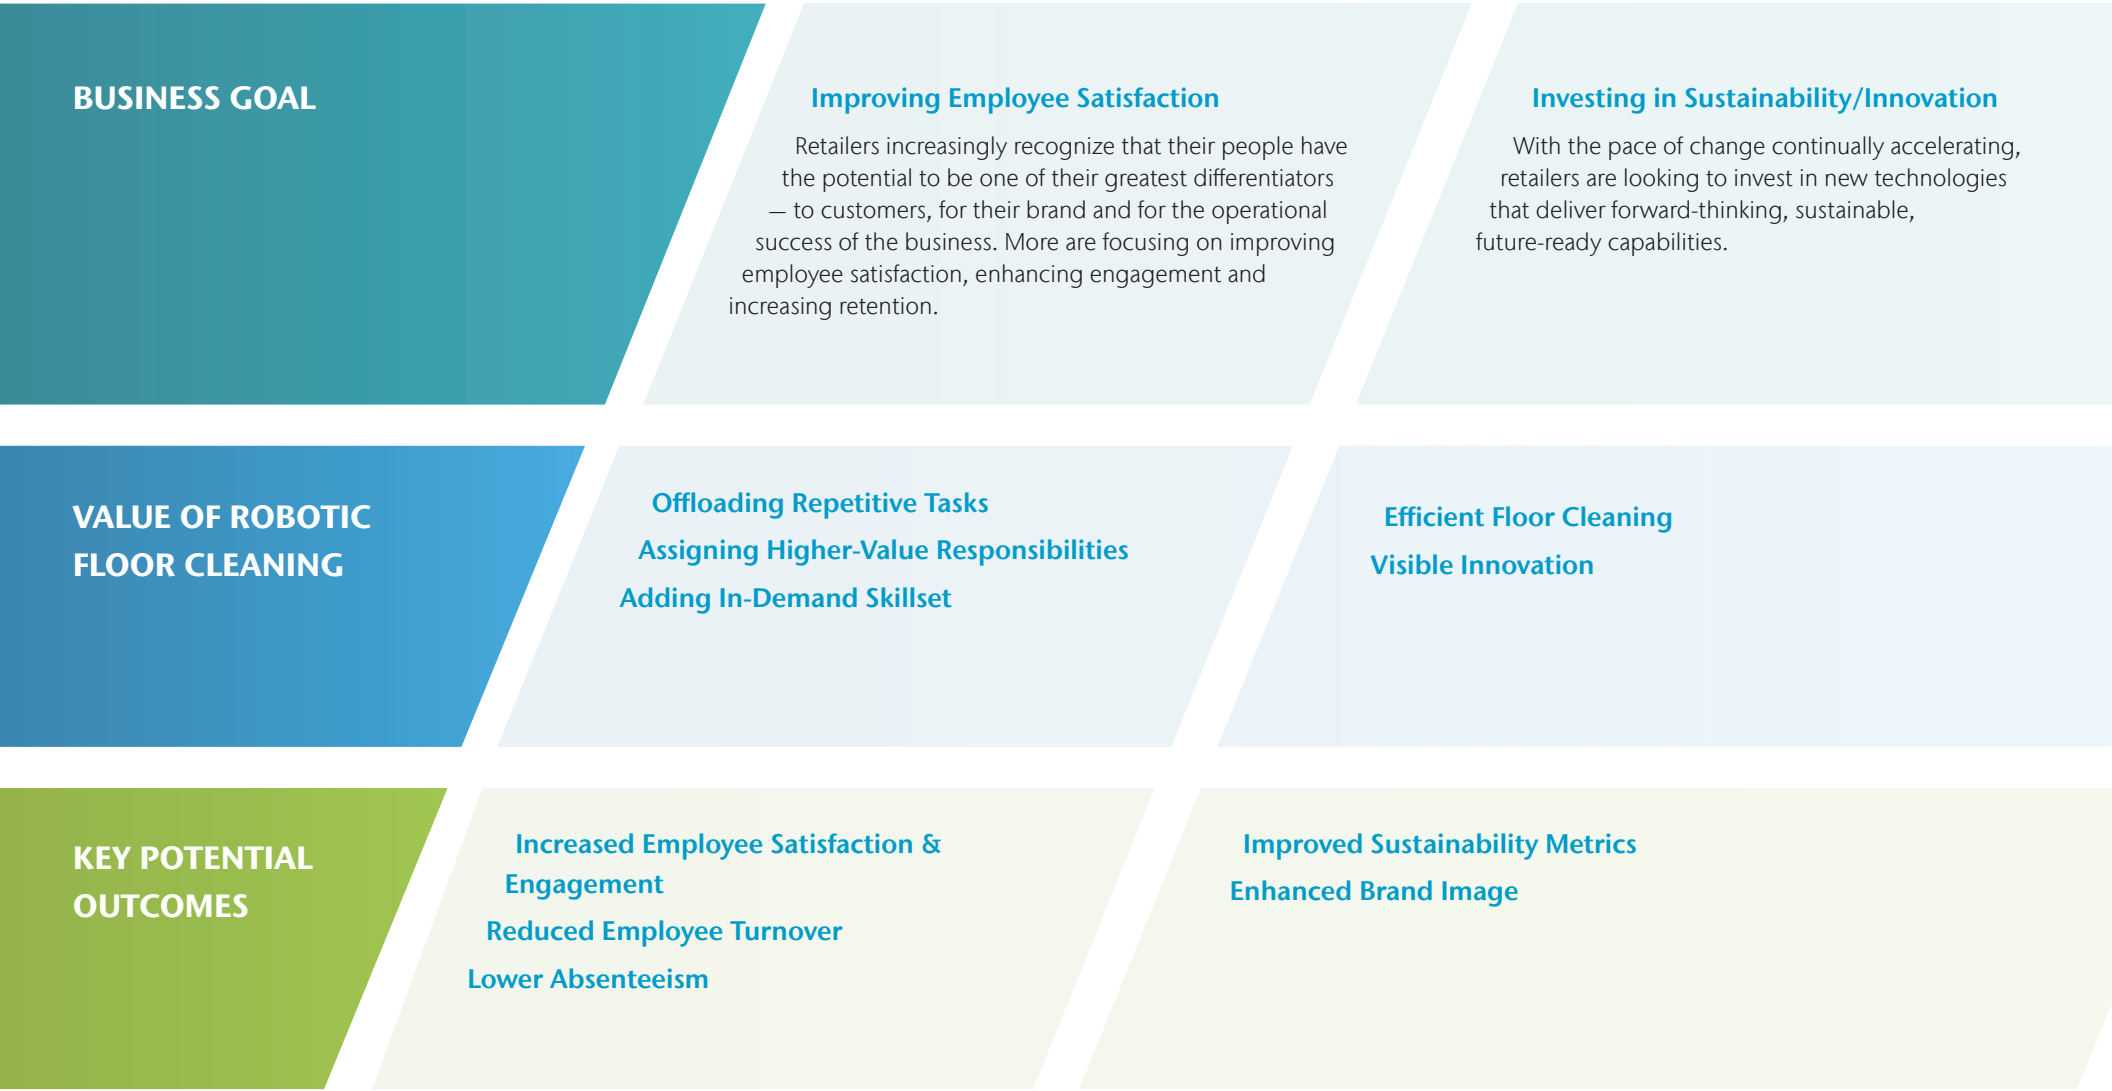 BUSINESS GOAL
Improving Employee Satisfaction
Retailers increasingly recognize that their people have
the potential to be one of their greatest differentiators
— to customers, for their brand and for the operational
success of the business. More are focusing on improving
employee satisfaction, enhancing engagement and
increasing retention.
Investing in Sustainability/Innovation
With the pace of change continually accelerating,
retailers are looking to invest in new technologies
that deliver forward-thinking, sustainable,
future-ready capabilities.
VALUE OF ROBOTIC
FLOOR CLEANING
Offloading Repetitive Tasks
Assigning Higher-Value Responsibilities
Adding In-Demand Skillset
Efficient Floor Cleaning
Visible Innovation
KEY POTENTIAL
OUTCOMES
Increased Employee Satisfaction &
Engagement
Reduced Employee Turnover
Lower Absenteeism
Improved Sustainability Metrics
Enhanced Brand Image